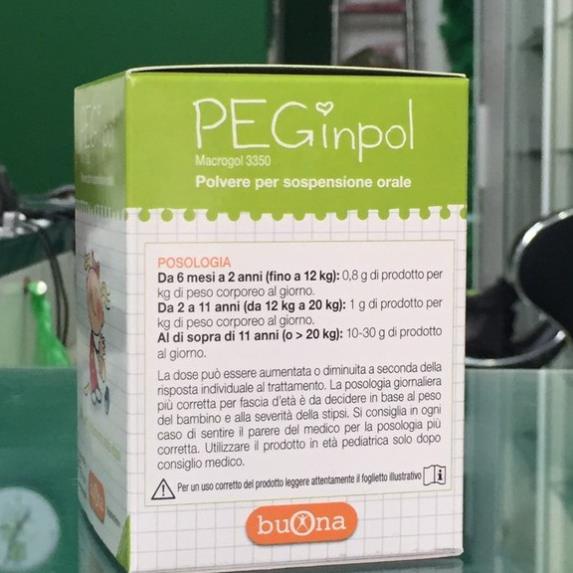 PEGinpol
Macrogol 3350
Polvere per sospensione orale
POSOLOGIA
Da 6 mesi a 2 anni (fino a 12 kg): 0,8 g di prodotto per
kg di peso corporeo al giorno.
Da 2 a 11 anni (da 12 kg a 20 kg): 1 g di prodotto per
kg di peso corporeo al giorno.
Al di sopra di 11 anni (o > 20 kg): 10-30 g di prodotto
al giorno.
La dose può essere aumentata o diminuita a seconda della
risposta individuale al trattamento. La posologia giornaliera
più corretta per fascia d'età è da decidere in base al peso
del bambino e alla severità della stipsi. Si consiglia in ogni
caso di sentire il parere del medico per la posologia più
corretta. Utilizzare il prodotto in età pediatrica solo dopo
consiglio medico.
Per un uso corretto del prodotto leggere attentamente il foglietto illustrativo
buona